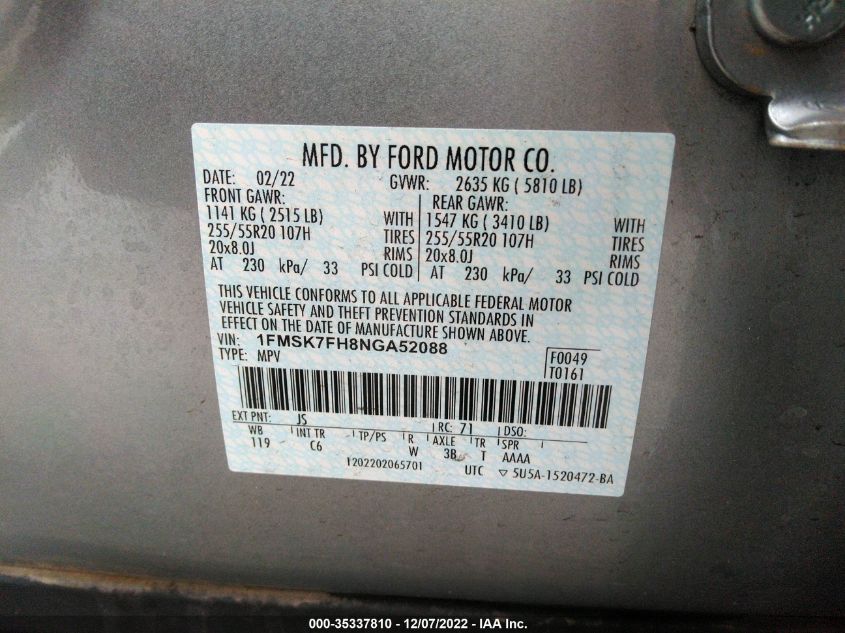 MFD. BY FORD MOTOR CO.
DATE: 02/22 GVWR: 2635 KG ( 5810 LB)
FRONT GAWR: REAR GAWR:
1141 KG ( 2515 LB) WITH 1547 KG ( 3410 LB) WITH
255/55R20 107H TIRES 255/55R20 107H TIRES
20x8.0J RIMS 20x8.0J RIMS
AT 230 kPa/ 33 PSI COLD AT 230 kPa/ 33 PSI COLD
THIS VEHICLE CONFORMS TO ALL APPLICABLE FEDERAL MOTOR
VEHICLE SAFETY AND THEFT PREVENTION STANDARDS IN
EFFECT ON THE DATE OF MANUFACTURE SHOWN ABOVE.
VIN: 1FMSK7FH8NGA52088
TYPE: MPV F0049
T0161
EXT PNT: JS RC: 71 DSO:
WB INT TR TP/PS R AXLE TR SPR
119 C6 W 3B T AAAA
1202202065701 UTC ▽ 5U5A-1520472-BA
000-35337810 - 12/07/2022 - IAA Inc.